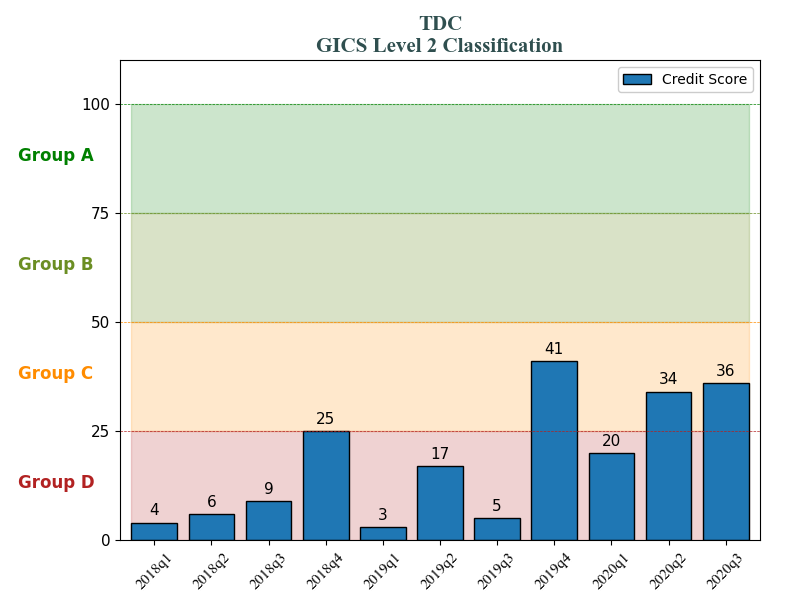 TDC
GICS Level 2 Classification
Credit Score
100
Group A
75
Group B
50
41
Group C
36
34
25
25
20
17
Group D
9
6
5
4
3
0
2018q1 2018q2 2018q3 2018q4 2019q1 2019q2 2019q3 2019q4 2020q1 2020q2 2020q3